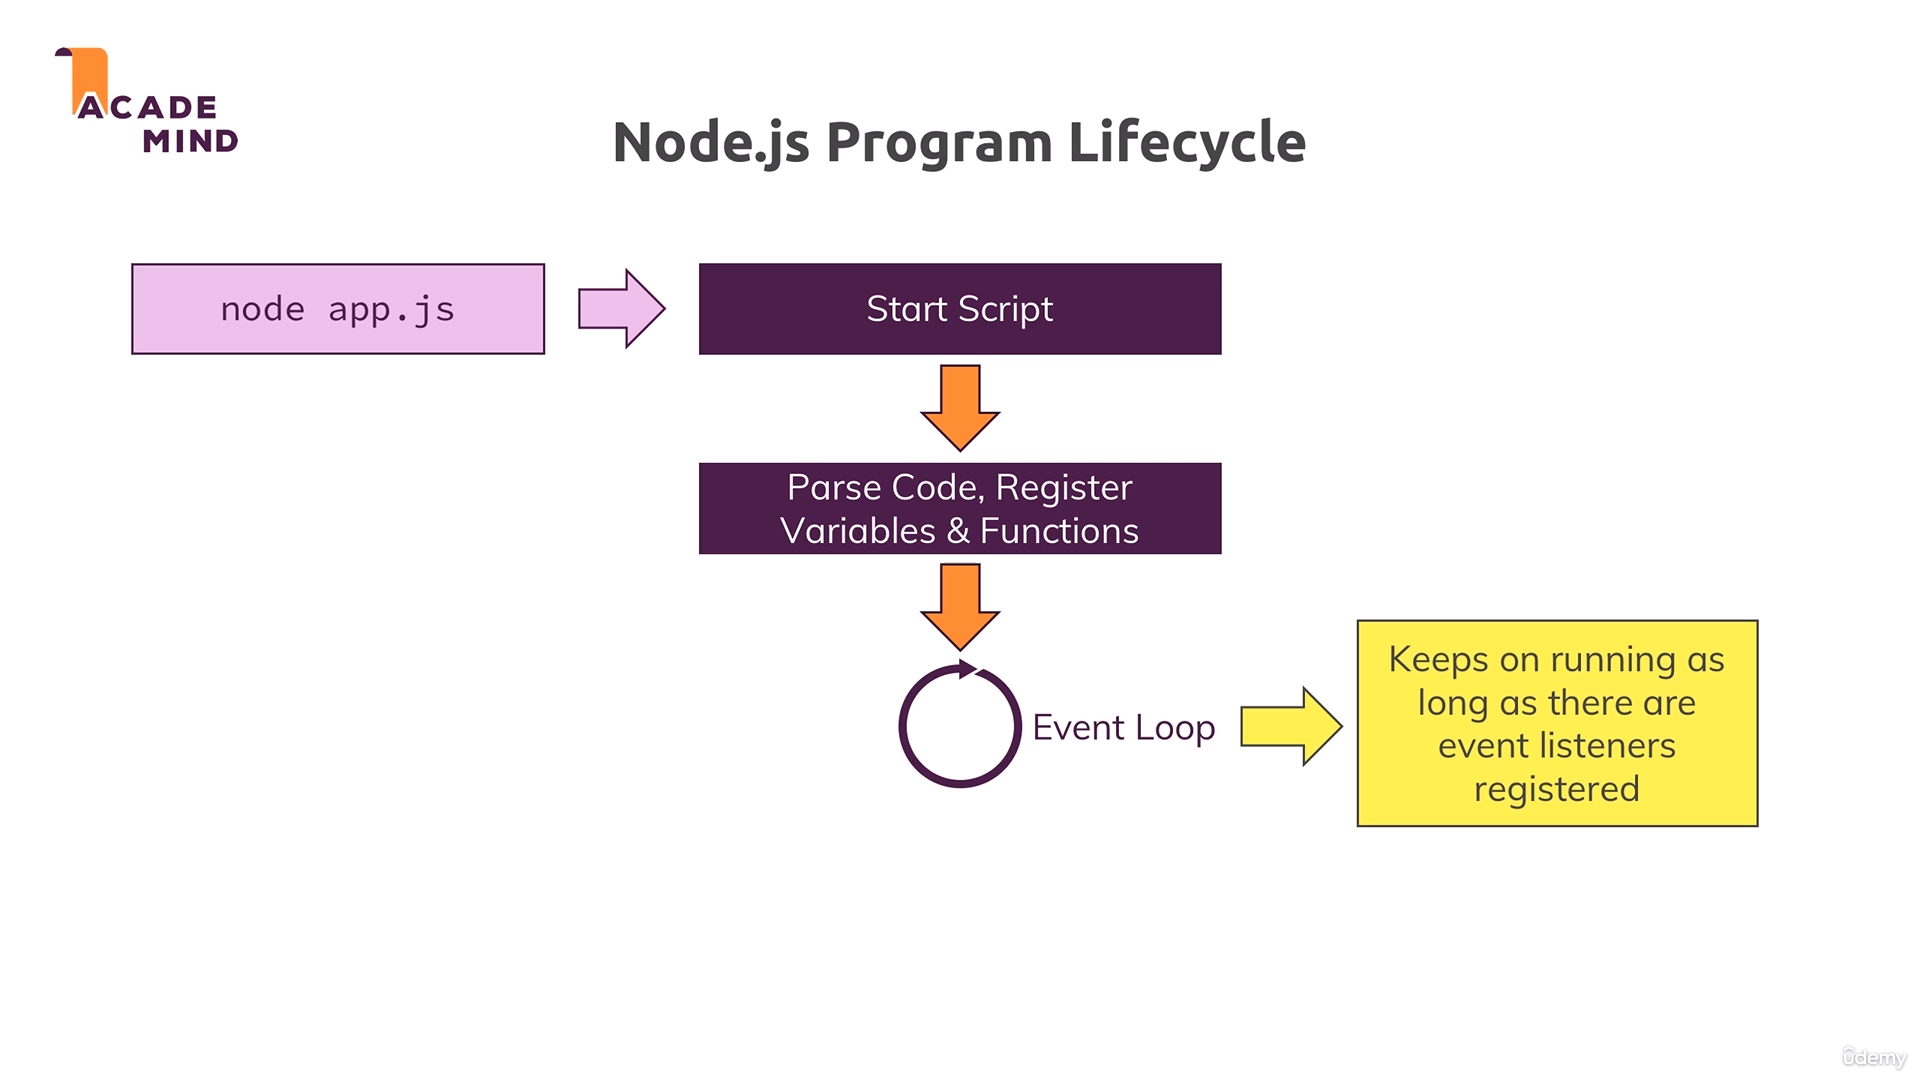 ACADE
MIND
Node.js Program Lifecycle
node app.js
Start Script
Parse Code, Register
Variables & Functions
Event Loop
Keeps on running as
long as there are
event listeners
registered
ûdemy